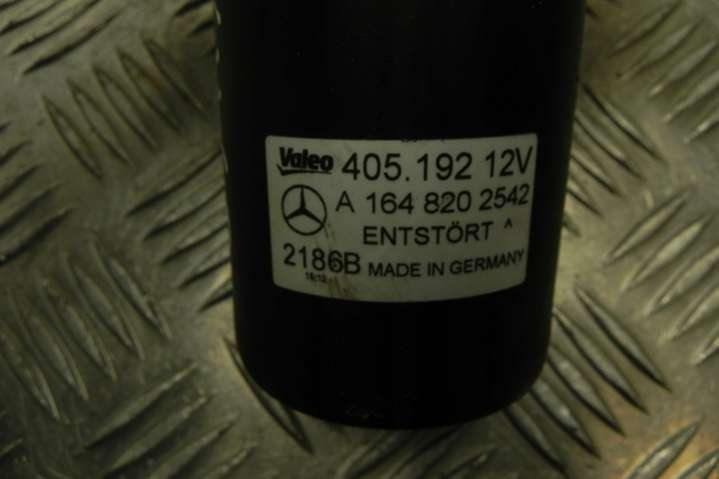 Valeo 405.192 12V
A 164 820 2542
ENTSTÖRT ^
2186B MADE IN GERMANY